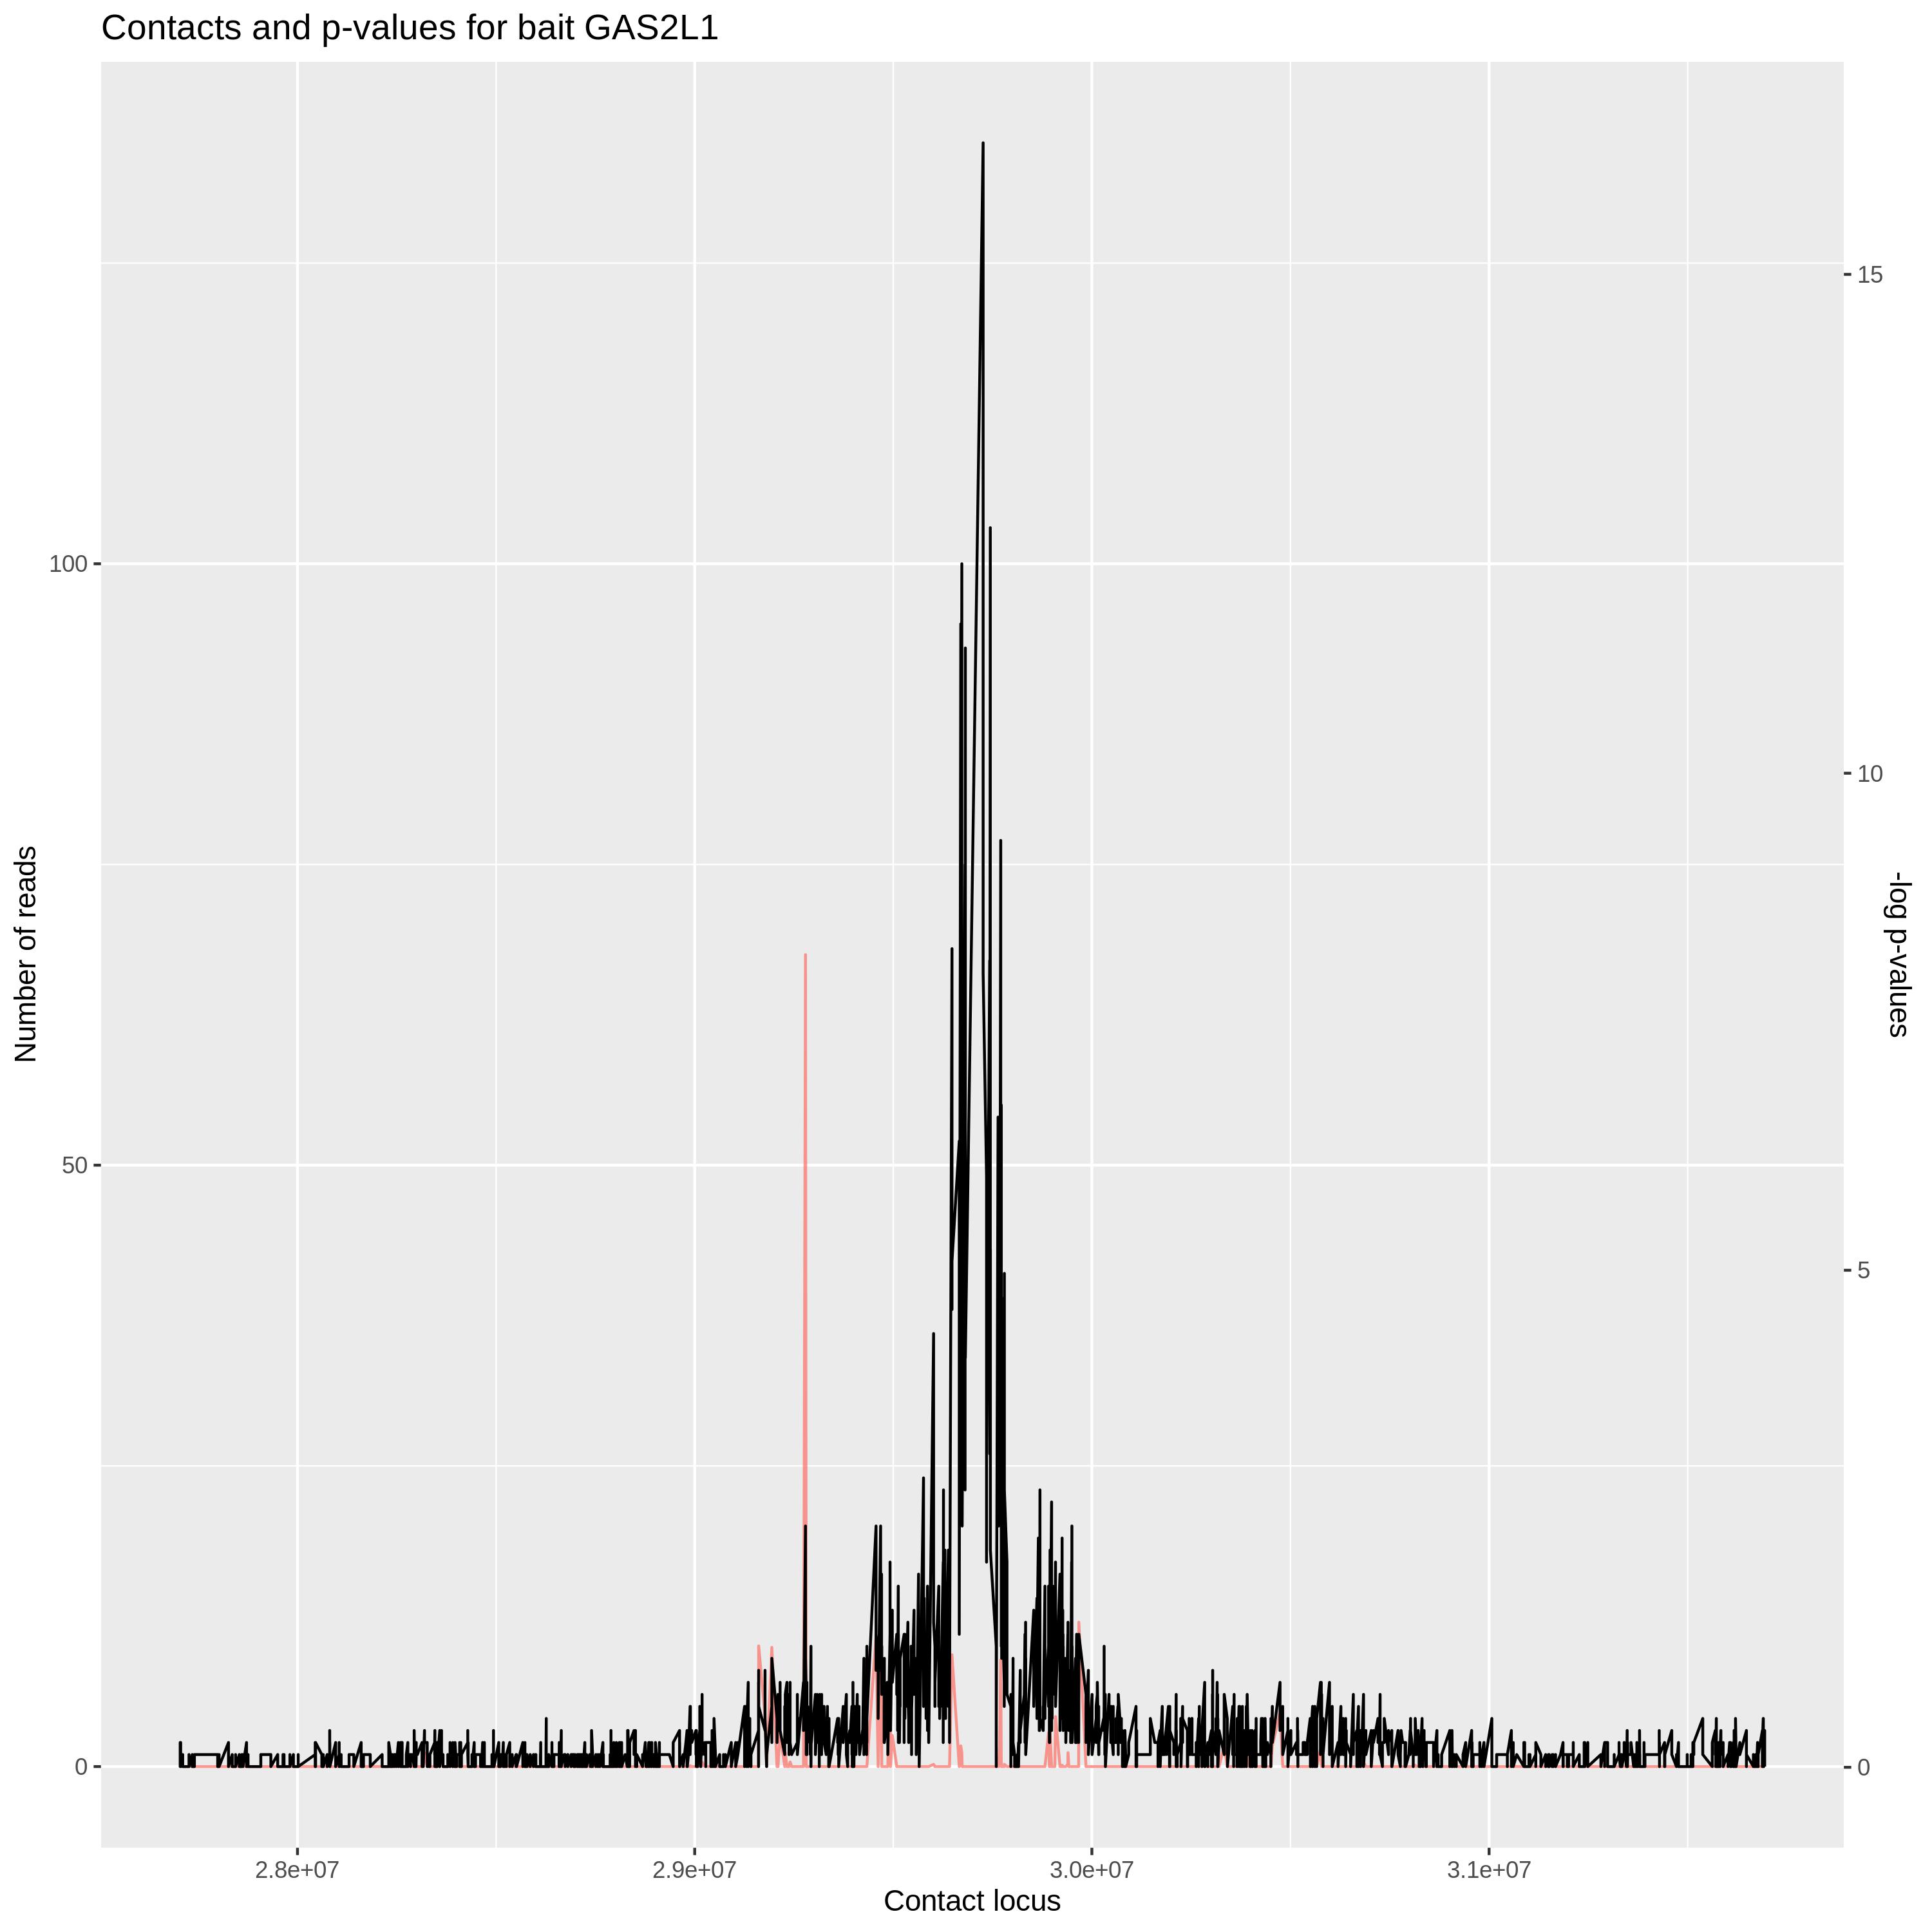 Contacts and p-values for bait GAS2L1
Number of reads
100
50
0
15
10
5
0
-log p-values
2.8e+07
2.9e+07
3.0e+07
3.1e+07
Contact locus